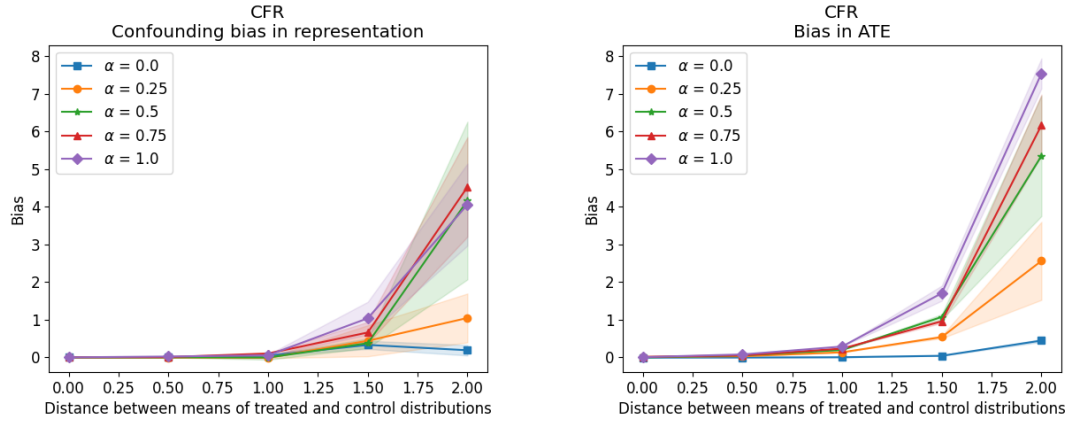 CFR
Confounding bias in representation
8
7
6
5
4
3
2
1
0
Bias
α = 0.0
α = 0.25
α = 0.5
α = 0.75
α = 1.0
0.00 0.25 0.50 0.75 1.00 1.25 1.50 1.75 2.00
Distance between means of treated and control distributions
CFR
Bias in ATE
8
7
6
5
4
3
2
1
0
Bias
α = 0.0
α = 0.25
α = 0.5
α = 0.75
α = 1.0
0.00 0.25 0.50 0.75 1.00 1.25 1.50 1.75 2.00
Distance between means of treated and control distributions